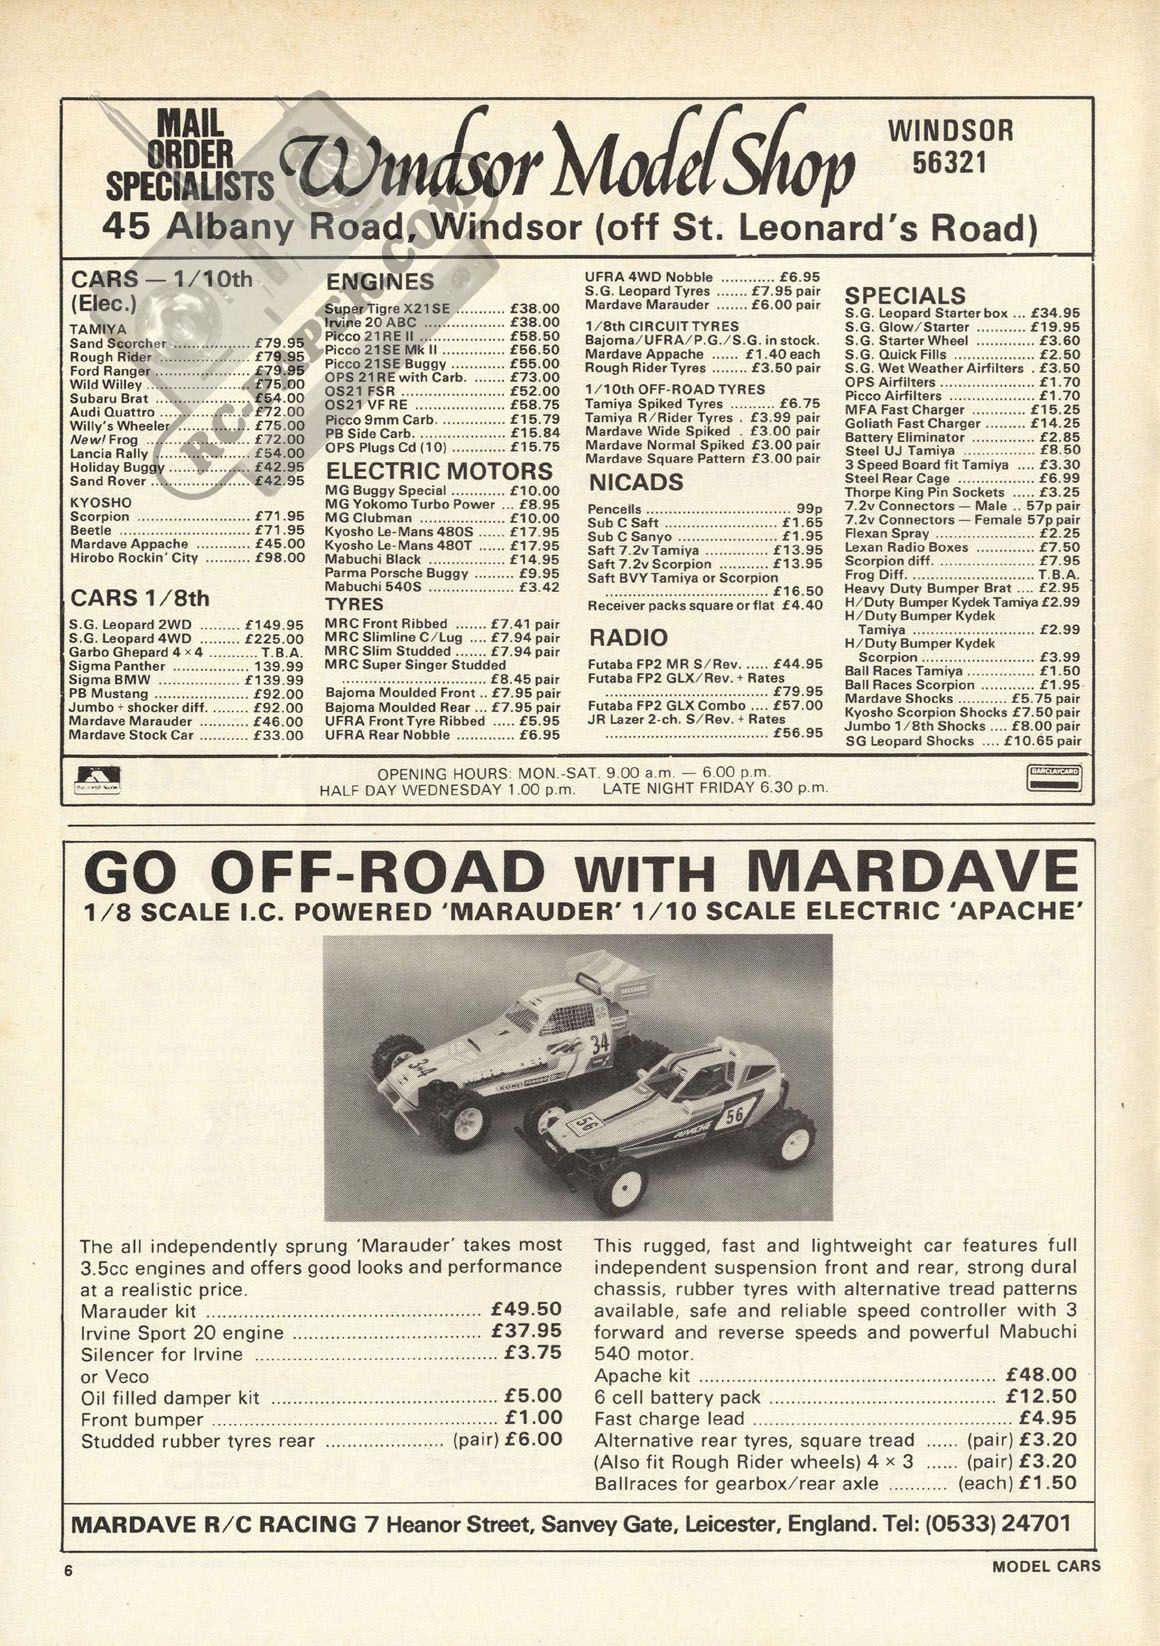 MAIL
ORDER
SPECIALISTS
Windsor Model Shop
WINDSOR
56321
45 Albany Road, Windsor (off St. Leonard's Road)
CARS — 1/10th
(Elec.)
TAMIYA
Sand Scorcher ................ £79.95
Rough Rider ................ £79.95
Ford Ranger ................ £79.95
Wild Willey ................ £75.00
Subaru Brat ................ £54.00
Audi Quattro ................ £72.00
Willy's Wheeler ................ £75.00
New! Frog ................ £72.00
Lancia Rally ................ £54.00
Holiday Buggy ................ £42.95
Sand Rover ................ £42.95
KYOSHO
Scorpion ................ £71.95
Beetle ................ £71.95
Mardave Appache ......... £45.00
Hirobo Rockin' City ........ £98.00
CARS 1/8th
S.G. Leopard 2WD ........ £149.95
S.G. Leopard 4WD ........ £225.00
Garbo Ghepard 4 × 4 .......... T.B.A.
Sigma Panther ................ 139.99
Sigma BMW ................ £139.99
PB Mustang ................ £92.00
Jumbo + shocker diff. ....... £92.00
Mardave Marauder ......... £46.00
Mardave Stock Car ......... £33.00
ENGINES
Super Tigre X21SE ........... £38.00
Irvine 20 ABC ................ £38.00
Picco 21 RE II ................ £58.50
Picco 21SE Mk II ............ £56.50
Picco 21SE Buggy ........... £55.00
OPS 21RE with Carb. ....... £73.00
OS21 FSR ................ £52.00
OS21 VF RE ................ £58.75
Picco 9mm Carb. ............ £15.79
PB Side Carb. ................ £15.84
OPS Plugs Cd (10) ........... £15.75
ELECTRIC MOTORS
MG Buggy Special ........... £10.00
MG Yokomo Turbo Power .. £8.95
MG Clubman ................ £10.00
Kyosho Le-Mans 480S ...... £17.95
Kyosho Le-Mans 480T ...... £17.95
Mabuchi Black ................ £14.95
Parma Porsche Buggy ........ £9.95
Mabuchi 540S ................ £3.42
TYRES
MRC Front Ribbed ...... £7.41 pair
MRC Slimline C/Lug .... £7.94 pair
MRC Slim Studded ...... £7.94 pair
MRC Super Singer Studded
................ £8.45 pair
Bajoma Moulded Front .. £7.95 pair
Bajoma Moulded Rear ... £7.95 pair
UFRA Front Tyre Ribbed ..... £5.95
UFRA Rear Nobble ............ £6.95
UFRA 4WD Nobble ........... £6.95
S.G. Leopard Tyres ....... £7.95 pair
Mardave Marauder ....... £6.00 pair
1/8th CIRCUIT TYRES
Bajoma/UFRA/P.G./S.G. in stock.
Mardave Appache ..... £1.40 each
Rough Rider Tyres ....... £3.50 pair
1/10th OFF-ROAD TYRES
Tamiya Spiked Tyres ......... £6.75
Tamiya R/Rider Tyres . £3.99 pair
Mardave Wide Spiked . £3.00 pair
Mardave Normal Spiked £3.00 pair
Mardave Square Pattern £3.00 pair
NICADS
Pencells ................ 99p
Sub C Saft ................ £1.65
Sub C Sanyo ................ £1.95
Saft 7.2v Tamiya ............ £13.95
Saft 7.2v Scorpion ........... £13.95
Saft BVY Tamiya or Scorpion
................ £16.50
Receiver packs square or flat £4.40
RADIO
Futaba FP2 MR S/Rev. ..... £44.95
Futaba FP2 GLX/Rev. + Rates
................ £79.95
Futaba FP2 GLX Combo .... £57.00
JR Lazer 2-ch. S/Rev. + Rates
................ £56.95
SPECIALS
S.G. Leopard Starter box ... £34.95
S.G. Glow/Starter .......... £19.95
S.G. Starter Wheel ........... £3.60
S.G. Quick Fills ................ £2.50
S.G. Wet Weather Airfilters . £3.50
OPS Airfilters ................ £1.70
Picco Airfilters ................ £1.70
MFA Fast Charger ........... £15.25
Goliath Fast Charger ........ £14.25
Battery Eliminator ............ £2.85
Steel UJ Tamiya ............. £8.50
3 Speed Board fit Tamiya .... £3.30
Steel Rear Cage ............. £6.99
Thorpe King Pin Sockets ..... £3.25
7.2v Connectors — Male .. 57p pair
7.2v Connectors — Female 57p pair
Flexan Spray ................ £2.25
Lexan Radio Boxes ........... £7.50
Scorpion diff. ................ £7.95
Frog Diff. ................ T.B.A.
Heavy Duty Bumper Brat .... £2.95
H/Duty Bumper Kydek Tamiya £2.99
H/Duty Bumper Kydek
Tamiya ................ £2.99
H/Duty Bumper Kydek
Scorpion ................ £3.99
Ball Races Tamiya ............ £1.50
Ball Races Scorpion .......... £1.95
Mardave Shocks .......... £5.75 pair
Kyosho Scorpion Shocks £7.50 pair
Jumbo 1/8th Shocks .... £8.00 pair
SG Leopard Shocks .... £10.65 pair
OPENING HOURS: MON.-SAT. 9.00 a.m. — 6.00 p.m.
HALF DAY WEDNESDAY 1.00 p.m. LATE NIGHT FRIDAY 6.30 p.m.
BARCLAYCARD
RC-PAPER.COM
GO OFF-ROAD WITH MARDAVE
1/8 SCALE I.C. POWERED 'MARAUDER' 1/10 SCALE ELECTRIC 'APACHE'
34
34
56
APACHE
56
The all independently sprung 'Marauder' takes most
3.5cc engines and offers good looks and performance
at a realistic price.
Marauder kit ................ £49.50
Irvine Sport 20 engine ................ £37.95
Silencer for Irvine ................ £3.75
or Veco
Oil filled damper kit ................ £5.00
Front bumper ................ £1.00
Studded rubber tyres rear ................ (pair) £6.00
This rugged, fast and lightweight car features full
independent suspension front and rear, strong dural
chassis, rubber tyres with alternative tread patterns
available, safe and reliable speed controller with 3
forward and reverse speeds and powerful Mabuchi
540 motor.
Apache kit ................ £48.00
6 cell battery pack ................ £12.50
Fast charge lead ................ £4.95
Alternative rear tyres, square tread ...... (pair) £3.20
(Also fit Rough Rider wheels) 4 × 3 ...... (pair) £3.20
Ballraces for gearbox/rear axle ........... (each) £1.50
MARDAVE R/C RACING 7 Heanor Street, Sanvey Gate, Leicester, England. Tel: (0533) 24701
6
MODEL CARS